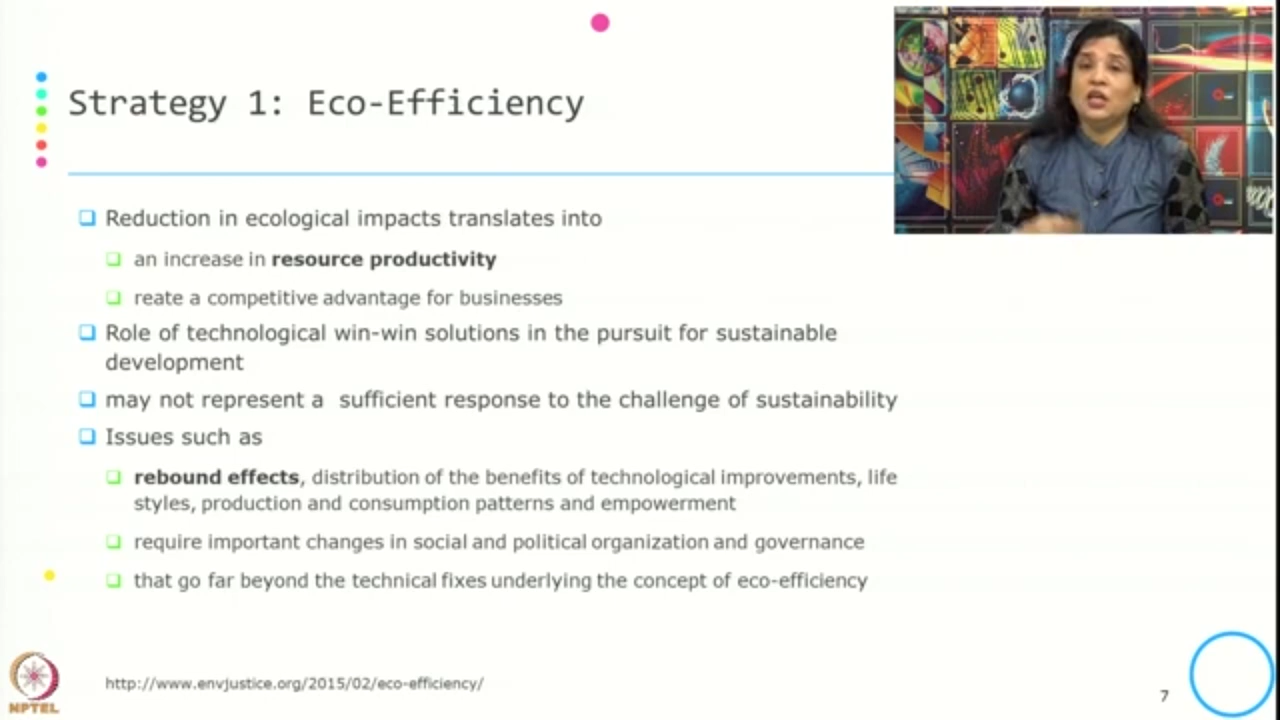 Strategy 1: Eco-Efficiency
Reduction in ecological impacts translates into
an increase in resource productivity
reate a competitive advantage for businesses
Role of technological win-win solutions in the pursuit for sustainable
development
may not represent a sufficient response to the challenge of sustainability
Issues such as
rebound effects, distribution of the benefits of technological improvements, life
styles, production and consumption patterns and empowerment
require important changes in social and political organization and governance
that go far beyond the technical fixes underlying the concept of eco-efficiency
http://www.envjustice.org/2015/02/eco-efficiency/
7
NPTEL